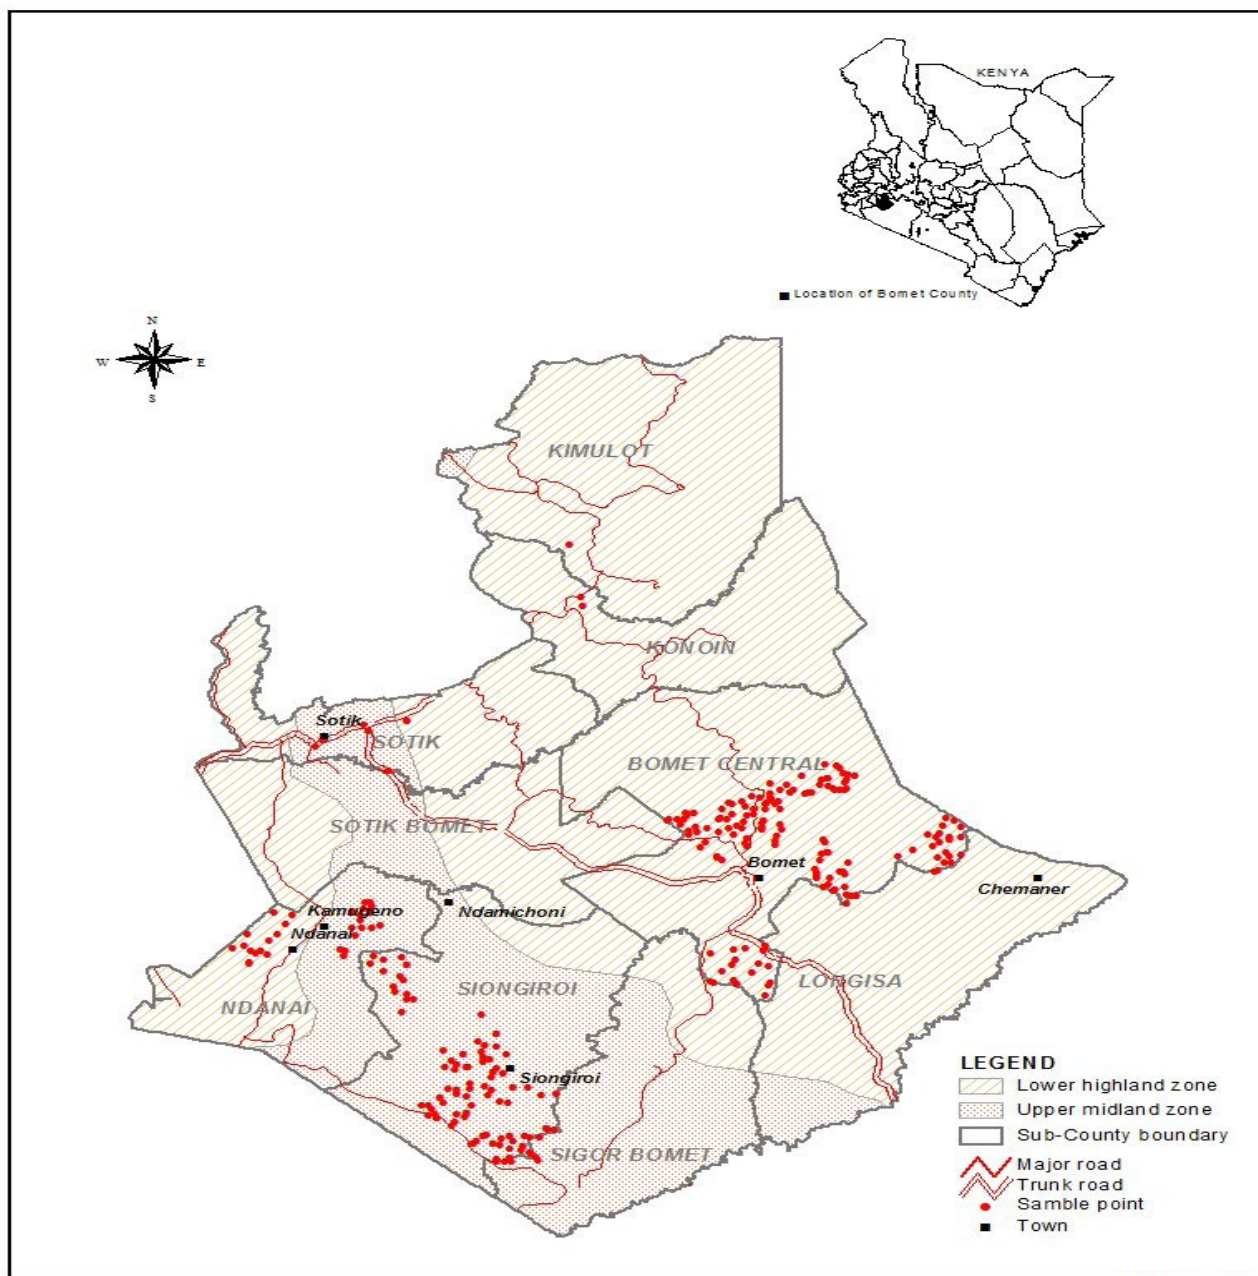 KENYA
Location of Bomet County
N
W E
S
KIMULOT
KONOIN
Sotik
SOTIK
BOMET CENTRAL
SOTIK BOMET
Bomet
Chemaner
Kamugeno
Ndamichoni
Ndanai
SIONGIROI
LONGISA
NDANAI
Siongiroi
SIGOR BOMET
LEGEND
Lower highland zone
Upper midland zone
Sub-County boundary
Major road
Trunk road
Samble point
Town